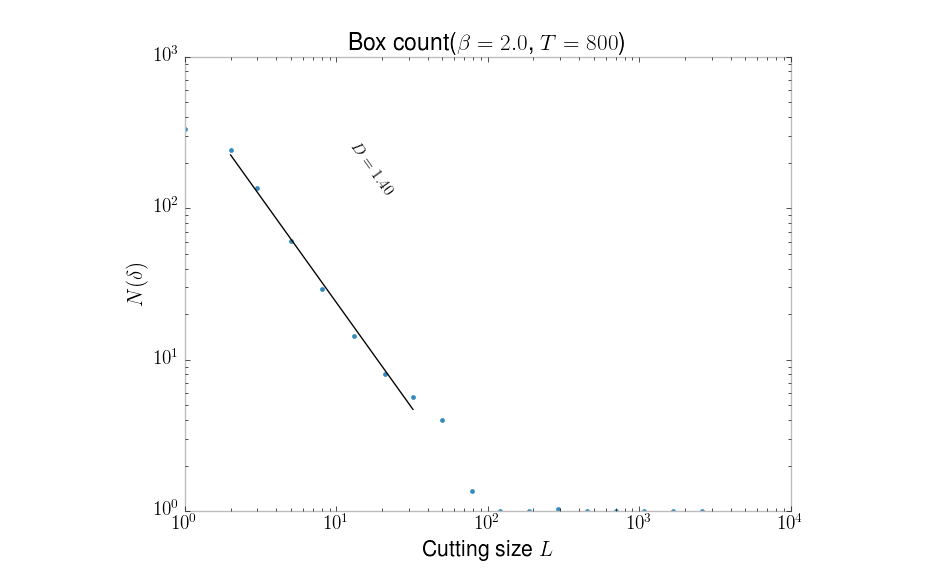 Box count(β = 2.0, T = 800)
10³
10²
10¹
10⁰
N(δ)
D = 1.40
10⁰ 10¹ 10² 10³ 10⁴
Cutting size L